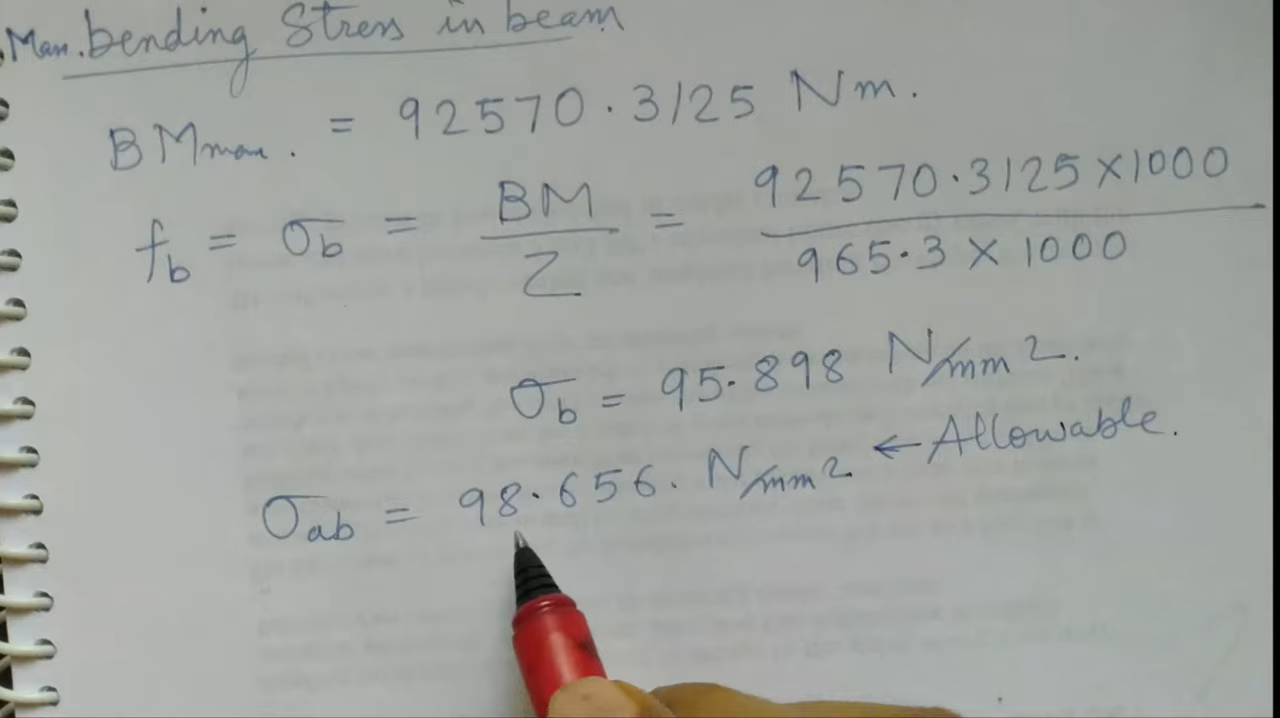 Max. bending Stress in beam
BMmax. = 92570.3125 Nm.
fb = σb = BM/Z = 92570.3125 × 1000 / 965.3 × 1000
σb = 95.898 N/mm2.
σab = 98.656. N/mm2 ← Allowable.